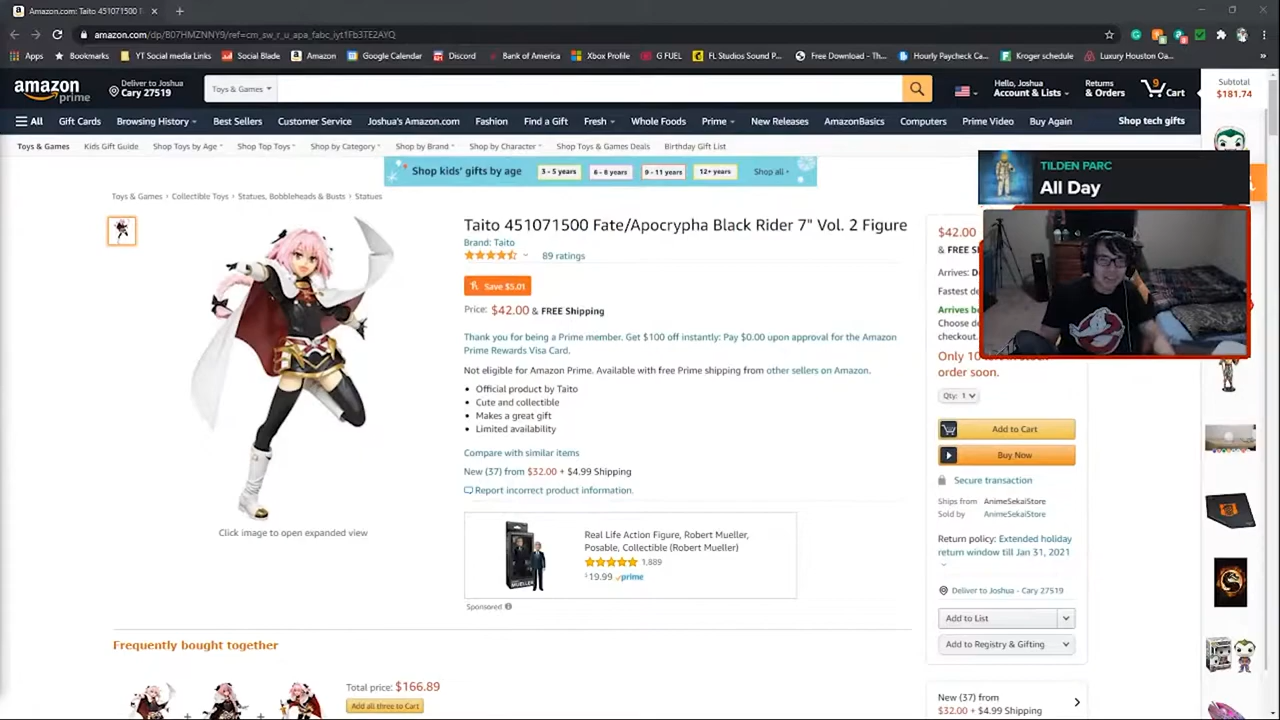 Amazon.com: Taito 451071500 F
amazon.com/dp/B07HMZNNY9/ref=cm_sw_r_u_apa_fabc_iyt1Fb3TE2AYQ
Apps Bookmarks YT Social media Links Social Blade Amazon Google Calendar Discord Bank of America Xbox Profile G FUEL FL Studios Sound P... Free Download - Th... Hourly Paycheck Ca... Kroger schedule Luxury Houston Oa...
amazon prime
Deliver to Joshua
Cary 27519
Toys & Games
Hello, Joshua
Account & Lists
Returns
& Orders
9
Cart
Subtotal
$181.74
All Gift Cards Browsing History Best Sellers Customer Service Joshua's Amazon.com Fashion Find a Gift Fresh Whole Foods Prime New Releases AmazonBasics Computers Prime Video Buy Again Shop tech gifts
Toys & Games Kids Gift Guide Shop Toys by Age Shop Top Toys Shop by Category Shop by Brand Shop by Character Shop Toys & Games Deals Birthday Gift List
Shop kids' gifts by age 3 - 5 years 6 - 8 years 9 - 11 years 12+ years Shop all
TILDEN PARC
All Day
Toys & Games › Collectible Toys › Statues, Bobbleheads & Busts › Statues
Taito 451071500 Fate/Apocrypha Black Rider 7" Vol. 2 Figure
Brand: Taito
89 ratings
Save $5.01
Price: $42.00 & FREE Shipping
Thank you for being a Prime member. Get $100 off instantly: Pay $0.00 upon approval for the Amazon
Prime Rewards Visa Card.
Not eligible for Amazon Prime. Available with free Prime shipping from other sellers on Amazon.
• Official product by Taito
• Cute and collectible
• Makes a great gift
• Limited availability
Compare with similar items
New (37) from $32.00 + $4.99 Shipping
Report incorrect product information.
Click image to open expanded view
Real Life Action Figure, Robert Mueller,
Posable, Collectible (Robert Mueller)
1,889
$19.99 prime
MUELLER
Sponsored
$42.00
& FREE S
Arrives:
Fastest de
Arrives be
Choose
checkout.
Only 10
order soon.
Qty: 1
Add to Cart
Buy Now
Secure transaction
Ships from AnimeSekaiStore
Sold by AnimeSekaiStore
Return policy: Extended holiday
return window till Jan 31, 2021
Deliver to Joshua - Cary 27519
Add to List
Add to Registry & Gifting
New (37) from
$32.00 + $4.99 Shipping
Frequently bought together
Total price: $166.89
Add all three to Cart
+ +